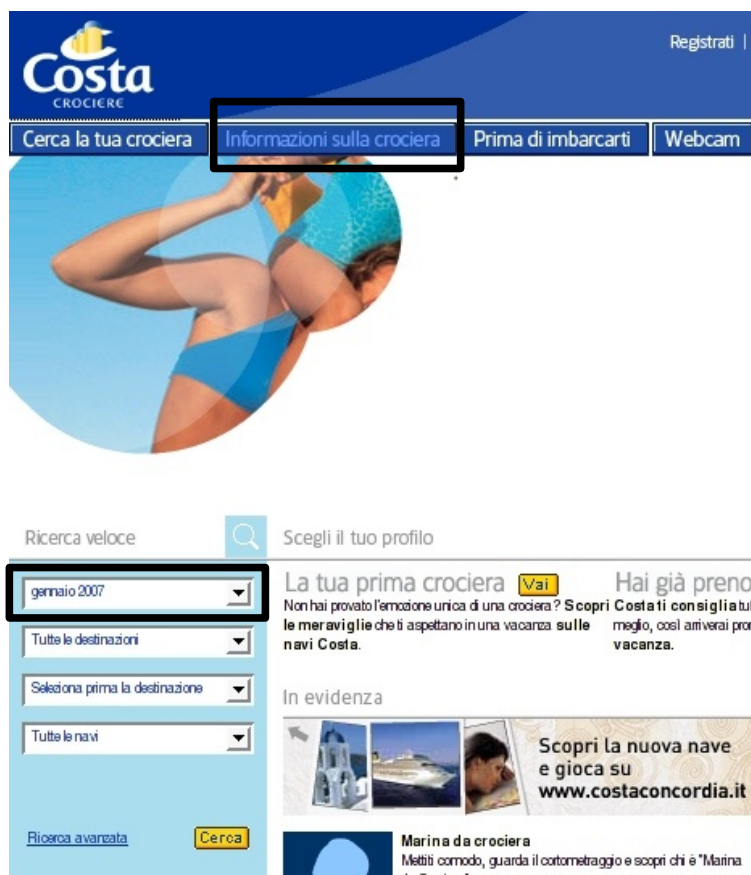 Costa
CROCIERE
Registrati |
Cerca la tua crociera
Informazioni sulla crociera
Prima di imbarcarti
Webcam
Ricerca veloce
Scegli il tuo profilo
gennaio 2007
Tutte le destinazioni
Seleziona prima la destinazione
Tutte le navi
Ricerca avanzata
Cerca
La tua prima crociera Vai
Non hai provato l'emozione unica di una crociera? Scopri
le meraviglie che ti aspettano in una vacanza sulle
navi Costa.
Hai già preno
Costa ti consiglia tu
meglio, così arriverai pro
vacanza.
In evidenza
Scopri la nuova nave
e gioca su
www.costaconcordia.it
Marina da crociera
Mettiti comodo, guarda il cortometraggio e scopri chi è "Marina